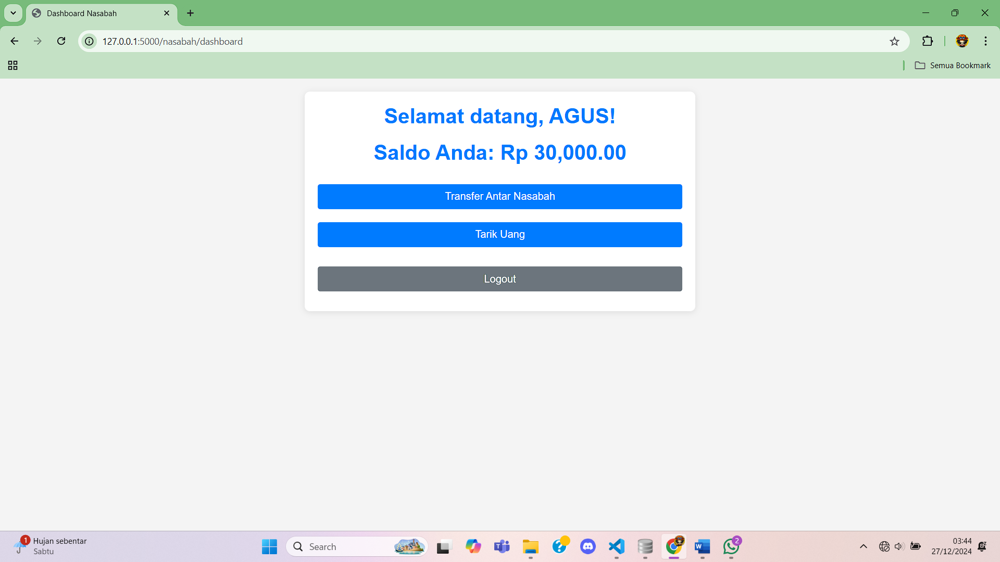 Dashboard Nasabah
127.0.0.1:5000/nasabah/dashboard
Semua Bookmark
Selamat datang, AGUS!
Saldo Anda: Rp 30,000.00
Transfer Antar Nasabah
Tarik Uang
Logout
1
Hujan sebentar
Sabtu
Search
2
03:44
27/12/2024